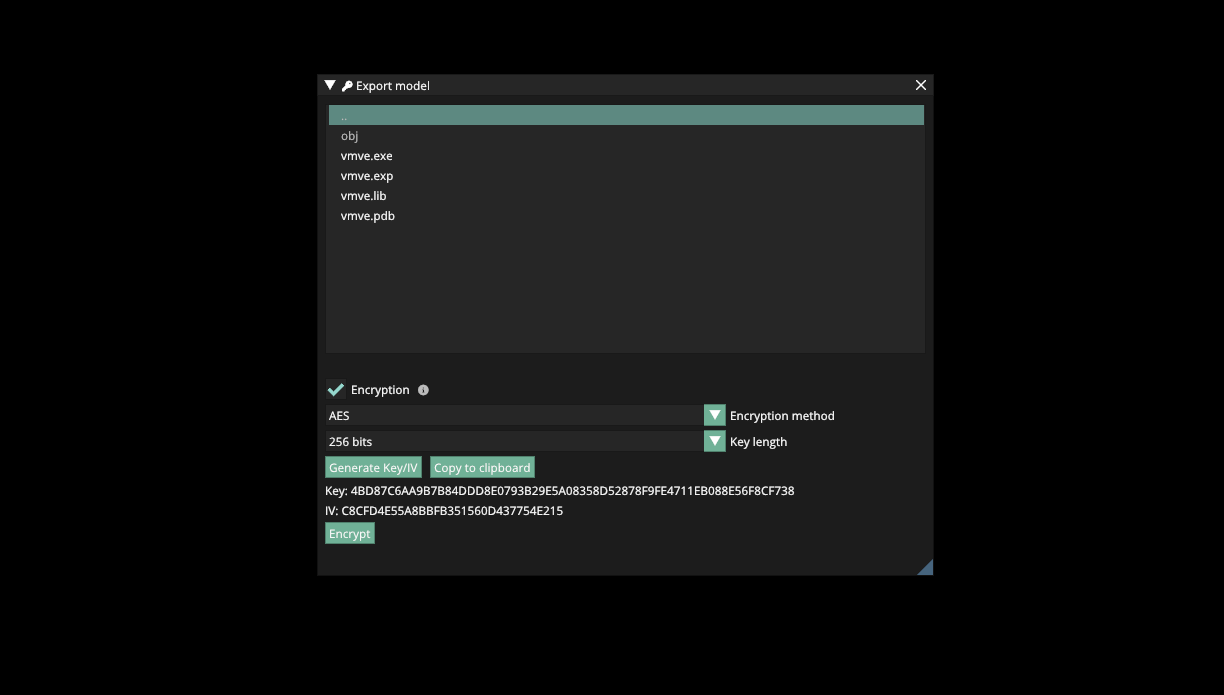 Export model
..
obj
vmve.exe
vmve.exp
vmve.lib
vmve.pdb
Encryption
AES Encryption method
256 bits Key length
Generate Key/IV Copy to clipboard
Key: 4BD87C6AA9B7B84DDD8E0793B29E5A08358D52878F9FE4711EB088E56F8CF738
IV: C8CFD4E55A8BBFB351560D437754E215
Encrypt